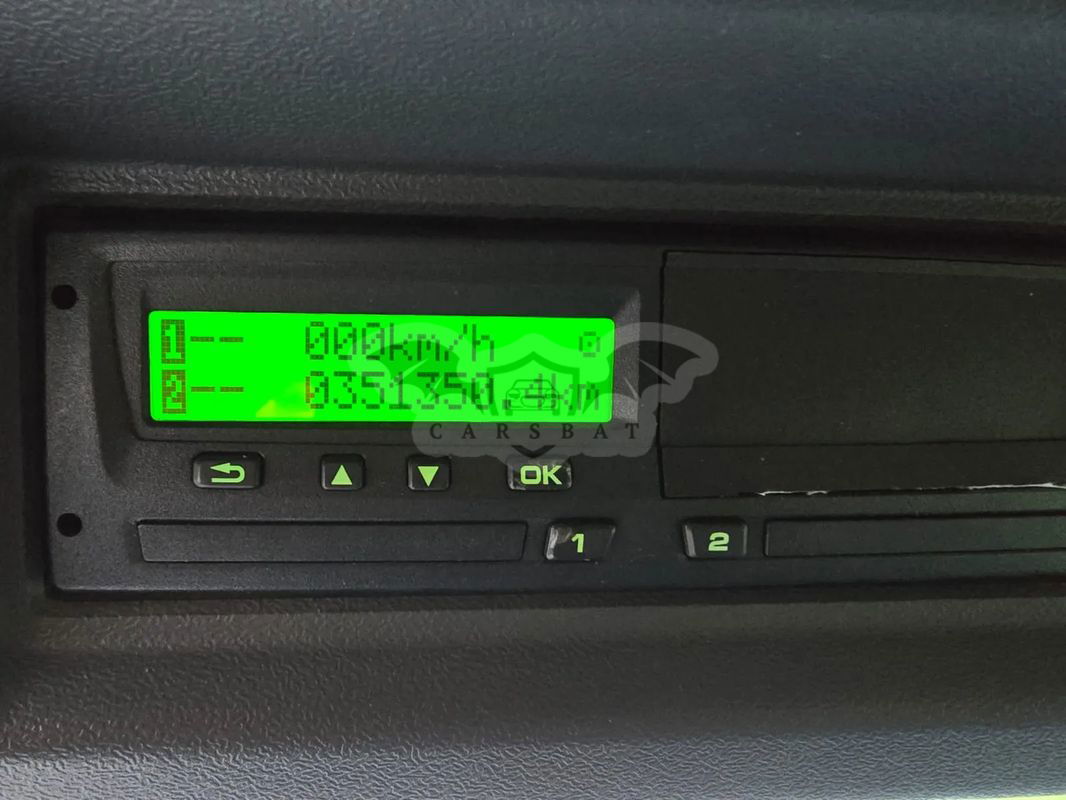 1-- 000km/h
2-- 0351350.4km
CARSBAT
OK
1 2